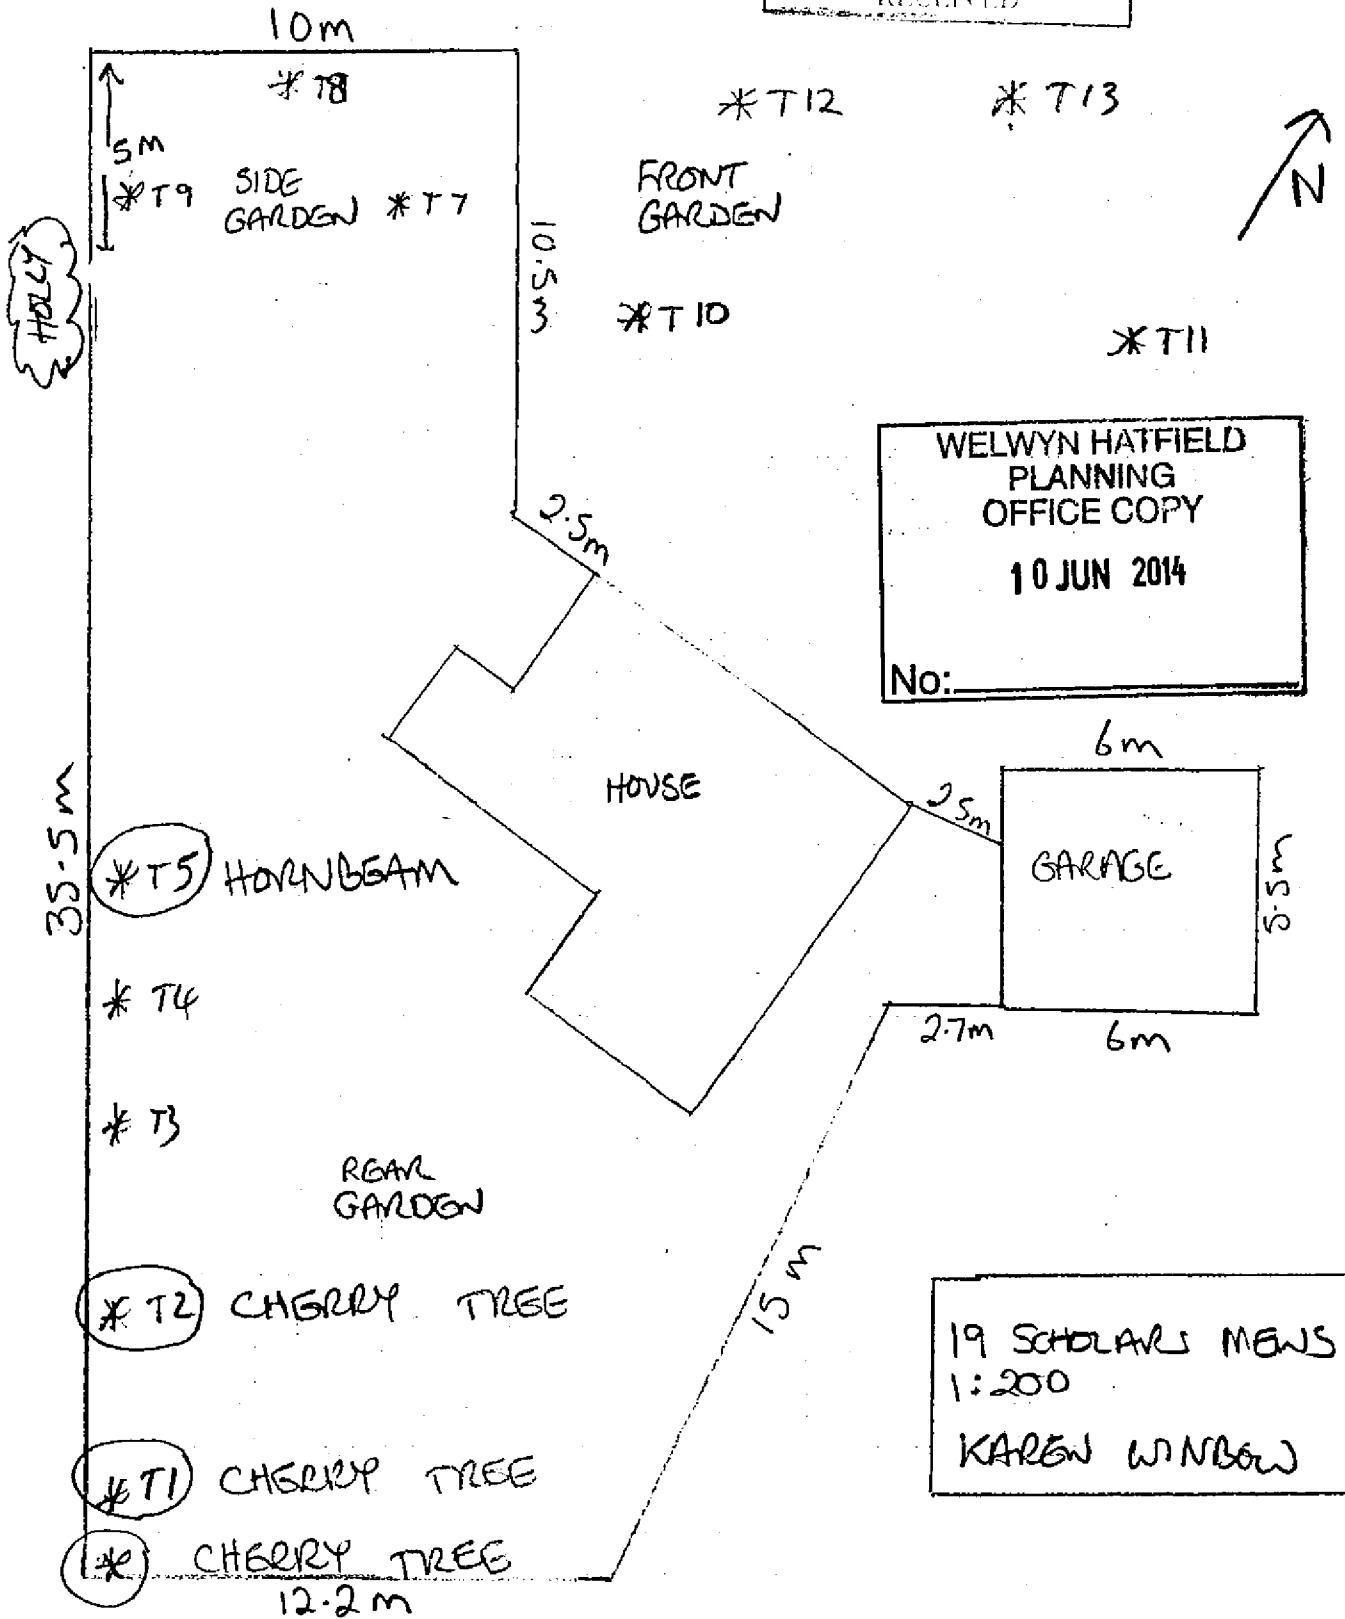 RECEIVED
10m
* T8
* T12
* T13
5m
N
* T9
SIDE
GARDEN
* T7
FRONT
GARDEN
10.5m
HOLLY
* T10
* T11
WELWYN HATFIELD
PLANNING
OFFICE COPY
10 JUN 2014
No:
2.5m
6m
HOUSE
2.5m
GARAGE
5.5m
35.5m
* T5 HORNBEAM
* T4
2.7m
6m
* T3
REAR
GARDEN
15m
* T2 CHERRY TREE
19 SCHOLARS MEWS
1:200
KAREN WINBOW
* T1 CHERRY TREE
* CHERRY TREE
12.2m